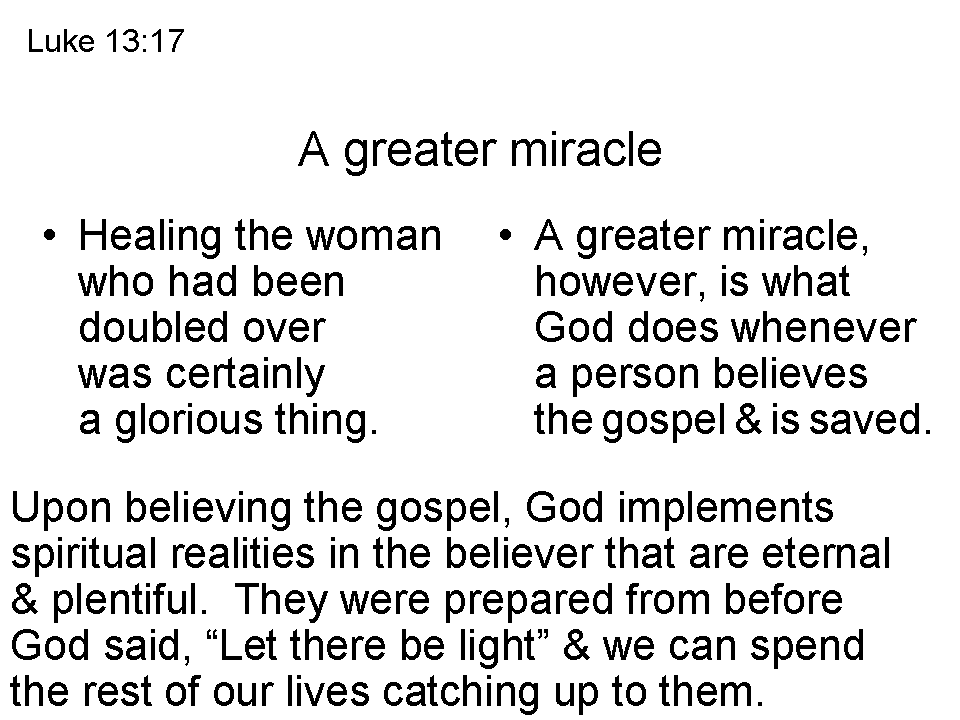 Luke 13:17
A greater miracle
• Healing the woman
who had been
doubled over
was certainly
a glorious thing.
• A greater miracle,
however, is what
God does whenever
a person believes
the gospel & is saved.
Upon believing the gospel, God implements
spiritual realities in the believer that are eternal
& plentiful.  They were prepared from before
God said, “Let there be light” & we can spend
the rest of our lives catching up to them.